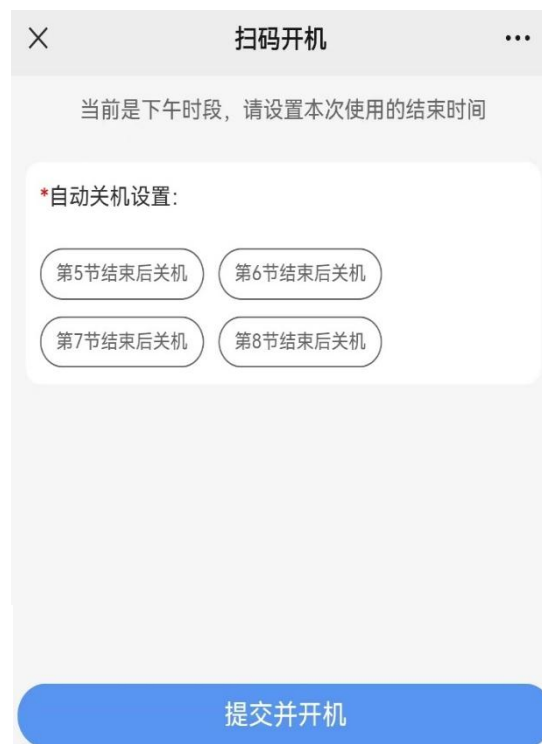 扫码开机
当前是下午时段，请设置本次使用的结束时间
*自动关机设置:
第5节结束后关机 第6节结束后关机
第7节结束后关机 第8节结束后关机
提交并开机